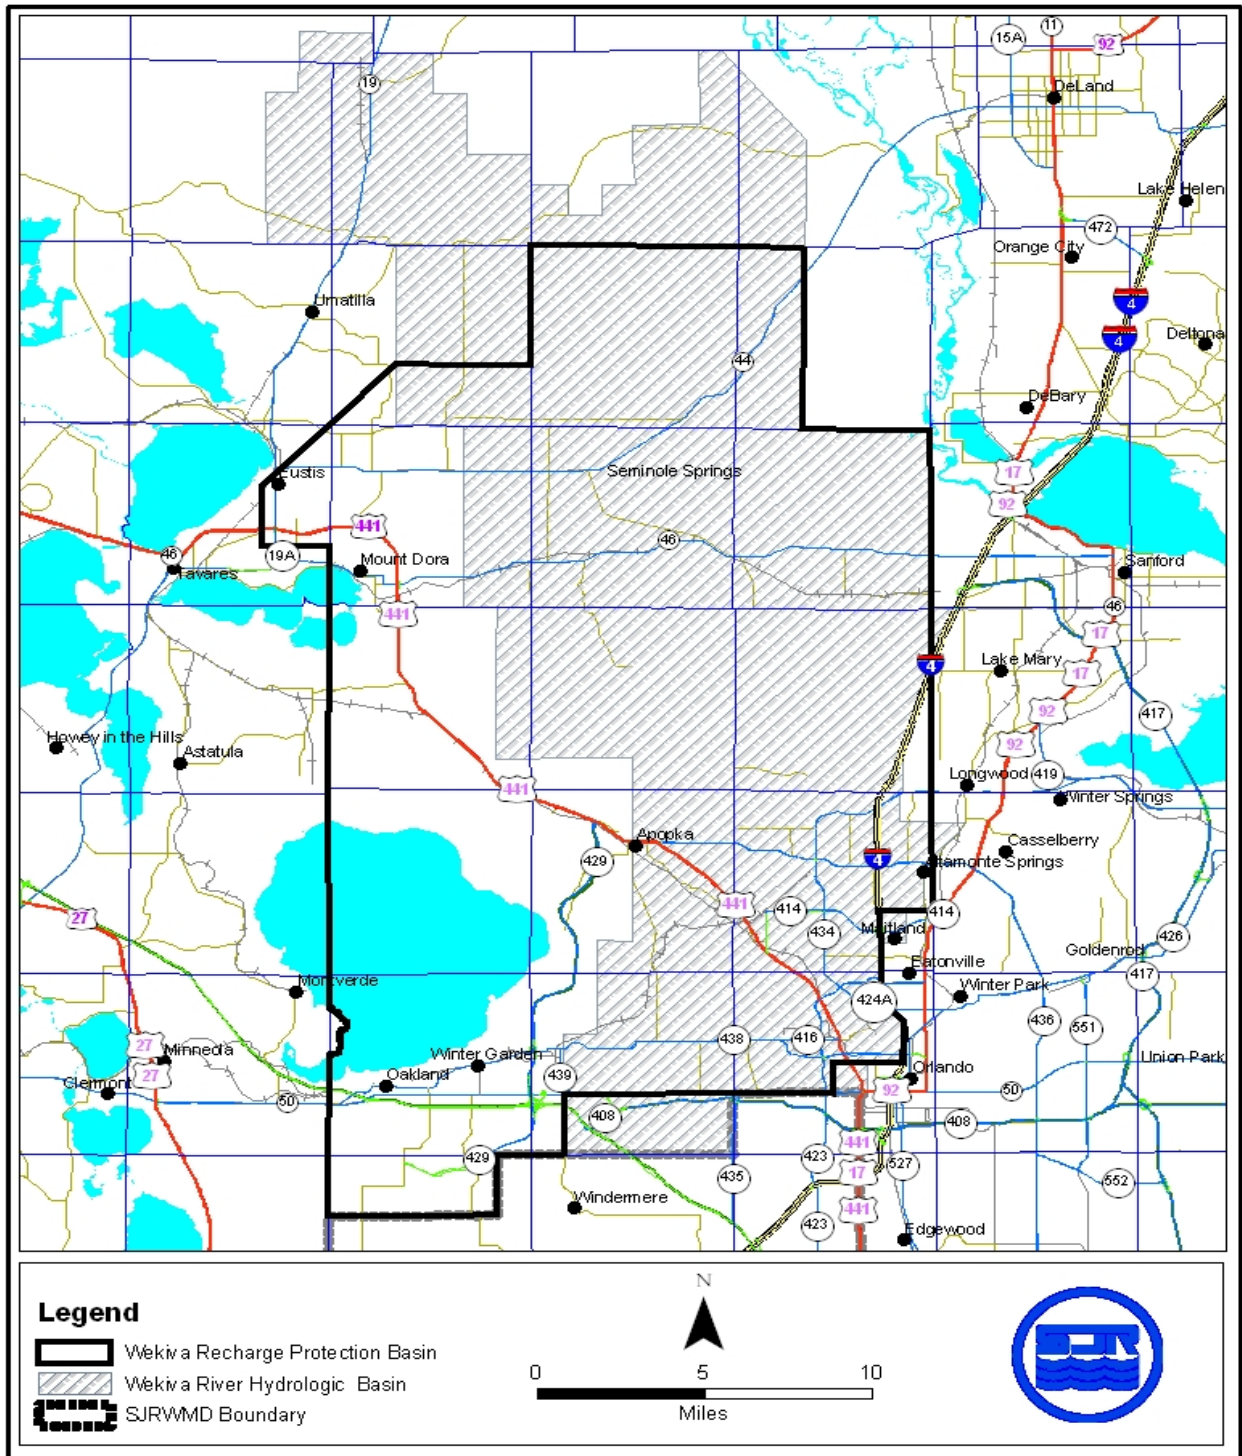 11
15A
92
19
DeLand
Lake Helen
472
Orange City
Umatilla
4
4
Deltona
44
DeBary
Eustis
Seminole Springs
17
92
441
46
46
19A
Mount Dora
Tavares
Sanford
441
46
17
4
Lake Mary
17
92
417
Howey in the Hills
92
Astatula
441
Longwood
419
Winter Springs
Apopka
Casselberry
429
4
Altamonte Springs
27
441
414
414
434
Maitland
426
Goldenrod
Eatonville
417
Montverde
Winter Park
424A
436
551
27
438
416
Minneola
Winter Garden
Union Park
27
439
Orlando
Clermont
Oakland
92
50
50
408
408
441
423
429
17
527
435
552
Windermere
441
423
Edgewood
Legend
Wekiva Recharge Protection Basin
Wekiva River Hydrologic Basin
SJRWMD Boundary
N
0 5 10
Miles
SJR